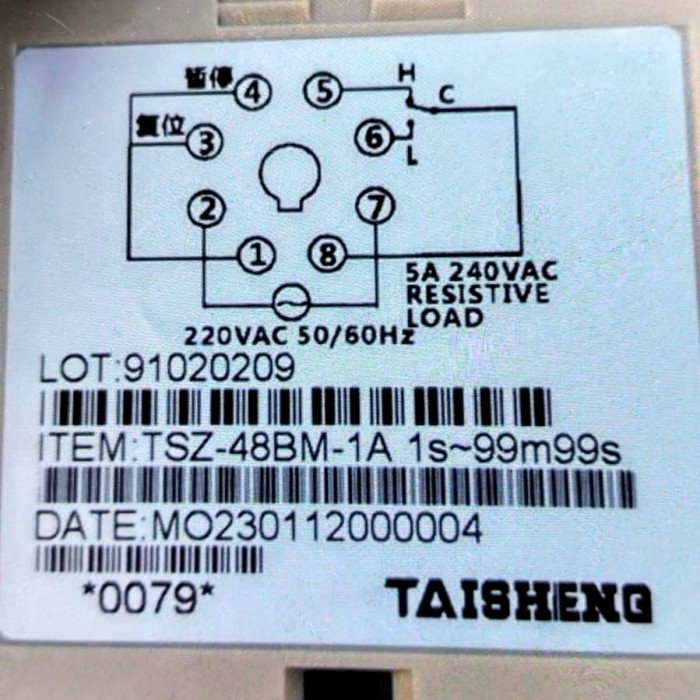 暂停 ④ ⑤ H C
复位 ③ ⑥ L
② ⑦
① ⑧
5A 240VAC
RESISTIVE
LOAD
220VAC 50/60Hz
LOT:91020209
ITEM:TSZ-48BM-1A 1s~99m99s
DATE:MO230112000004
*0079*
TAISHENG